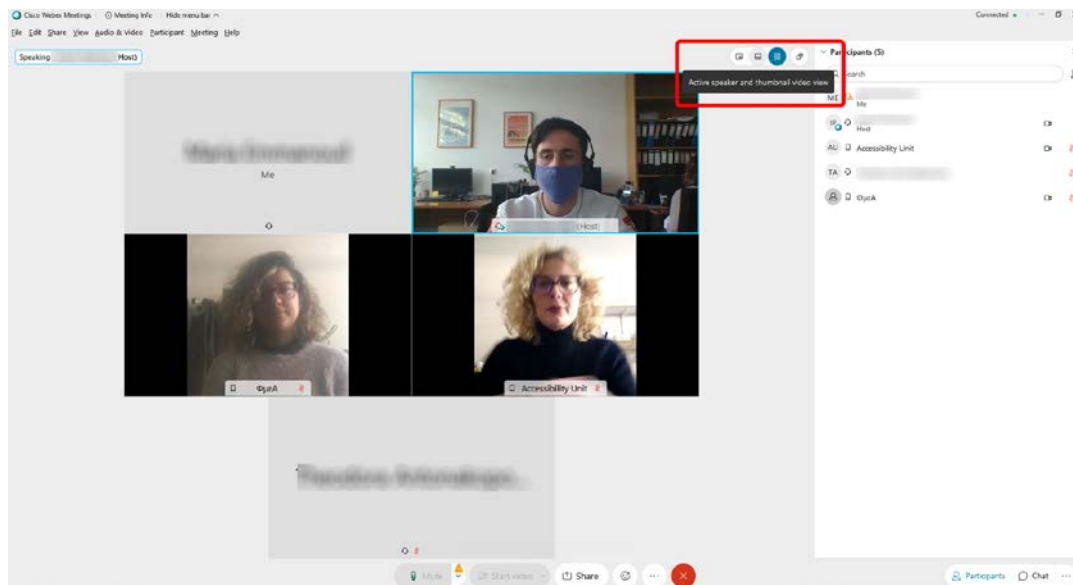 Cisco Webex Meetings
Meeting Info
Hide menu bar
Connected
File Edit Share View Audio & Video Participant Meeting Help
Speaking
Host)
Active speaker and thumbnail video view
Participants (5)
Search
ME
Me
Host
AU
Accessibility Unit
TA
ΦμεΑ
Me
(Host)
ΦμεΑ
Accessibility Unit
Mute
Start video
Share
Participants
Chat